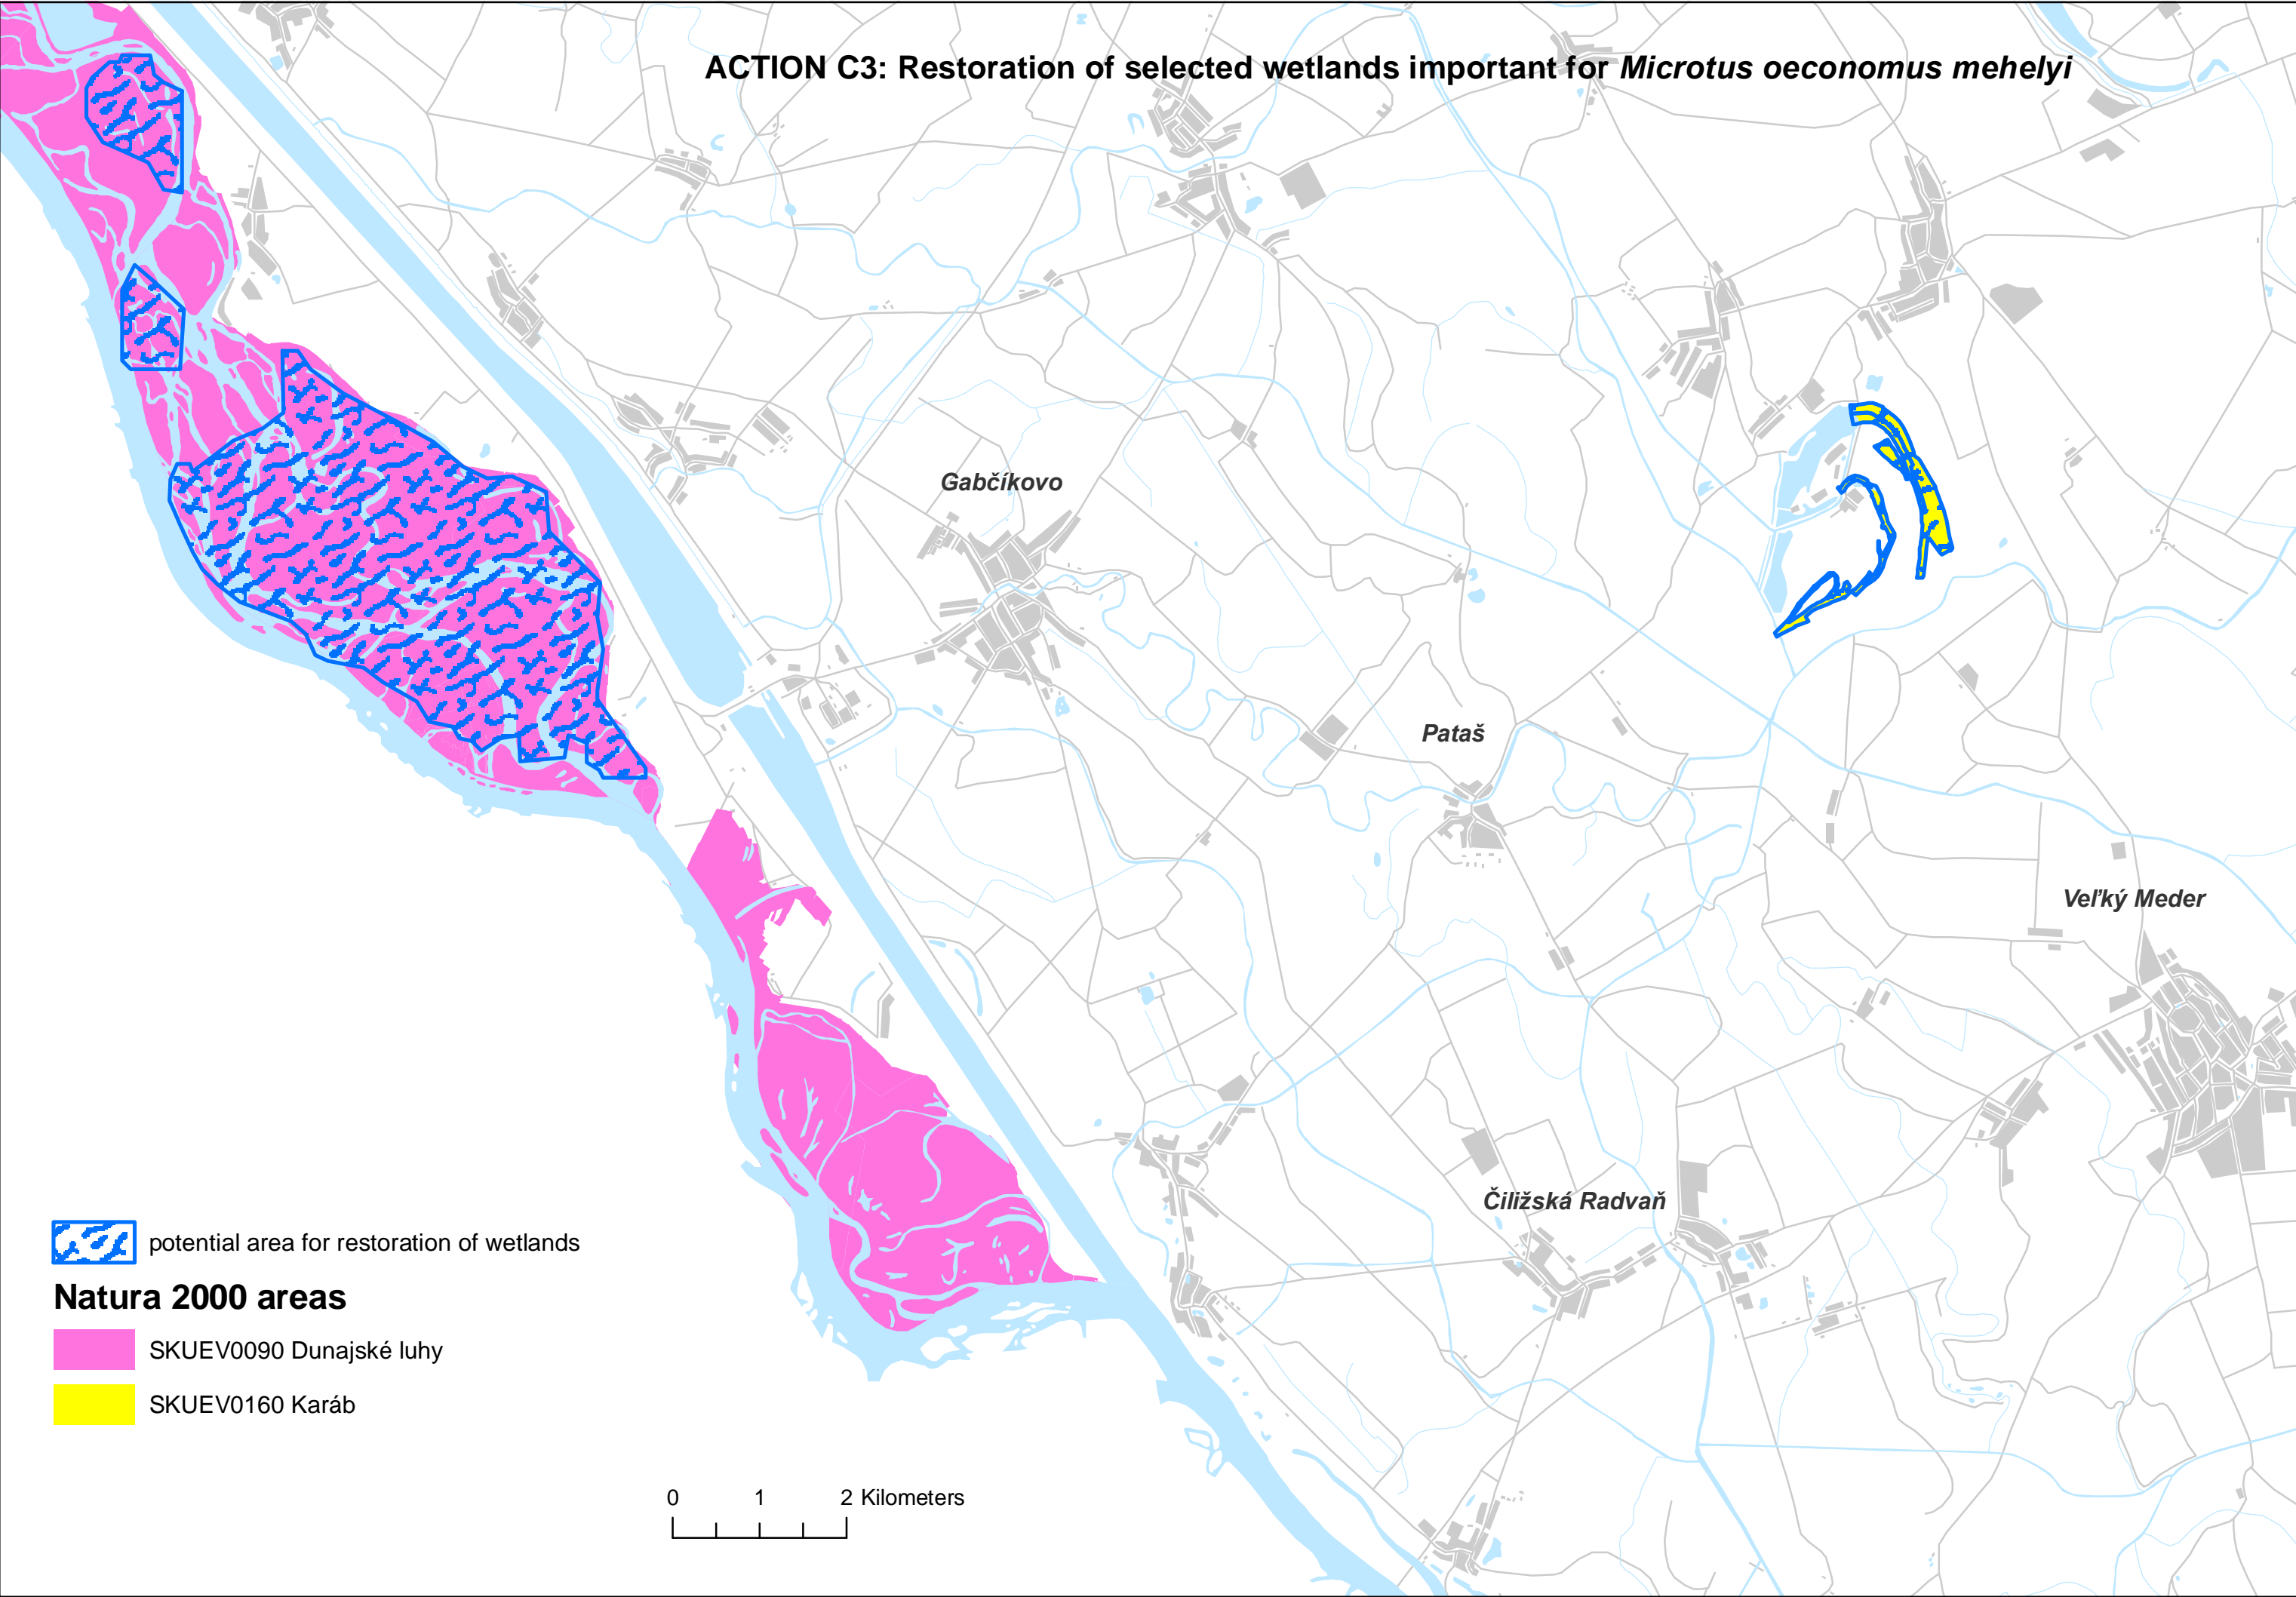 ACTION C3: Restoration of selected wetlands important for Microtus oeconomus mehelyi
Gabčíkovo
Pataš
Veľký Meder
Čiližská Radvaň
potential area for restoration of wetlands
Natura 2000 areas
SKUEV0090 Dunajské luhy
SKUEV0160 Karáb
0 1 2 Kilometers